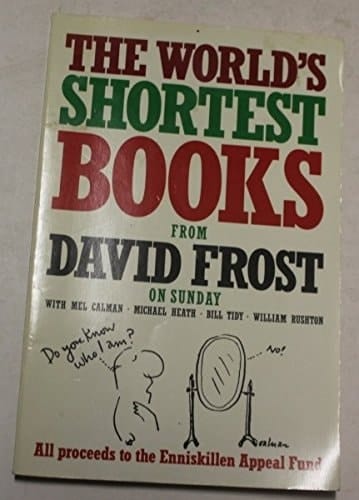 THE WORLD'S
SHORTEST
BOOKS
FROM
DAVID FROST
ON SUNDAY
WITH MEL CALMAN · MICHAEL HEATH · BILL TIDY · WILLIAM RUSHTON
Do you Know
who I am?
NO!
calman
All proceeds to the Enniskillen Appeal Fund